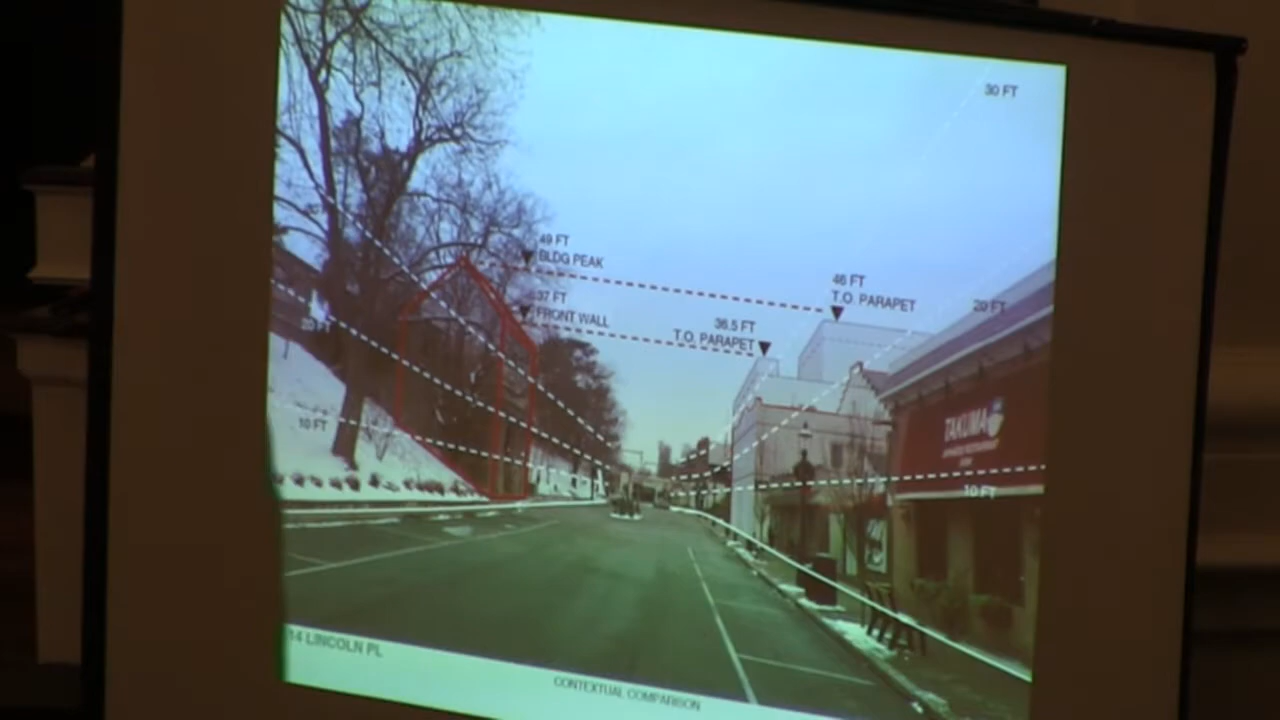 30 FT
49 FT
BLDG PEAK
46 FT
T.O. PARAPET
37 FT
FRONT WALL
20 FT
36.5 FT
T.O. PARAPET
20 FT
TAKUMA
10 FT
10 FT
14 LINCOLN PL
CONTEXTUAL COMPARISON